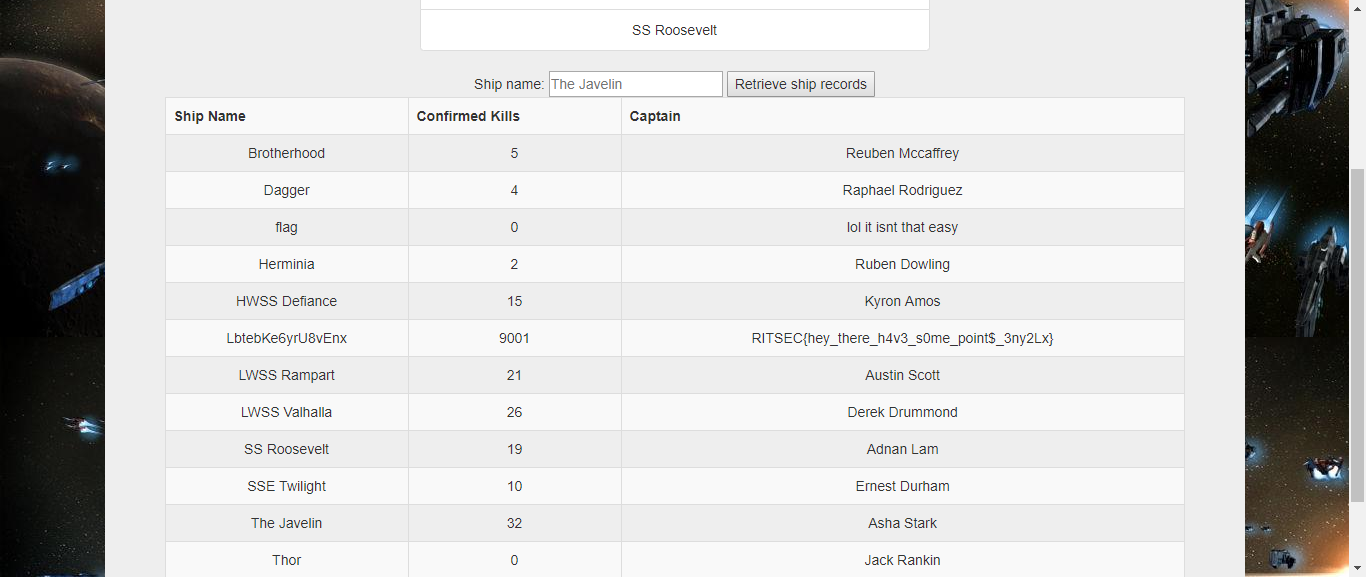 SS Roosevelt
Ship name: The Javelin Retrieve ship records
Ship Name Confirmed Kills Captain
Brotherhood 5 Reuben Mccaffrey
Dagger 4 Raphael Rodriguez
flag 0 lol it isnt that easy
Herminia 2 Ruben Dowling
HWSS Defiance 15 Kyron Amos
LbtebKe6yrU8vEnx 9001 RITSEC{hey_there_h4v3_s0me_point$_3ny2Lx}
LWSS Rampart 21 Austin Scott
LWSS Valhalla 26 Derek Drummond
SS Roosevelt 19 Adnan Lam
SSE Twilight 10 Ernest Durham
The Javelin 32 Asha Stark
Thor 0 Jack Rankin